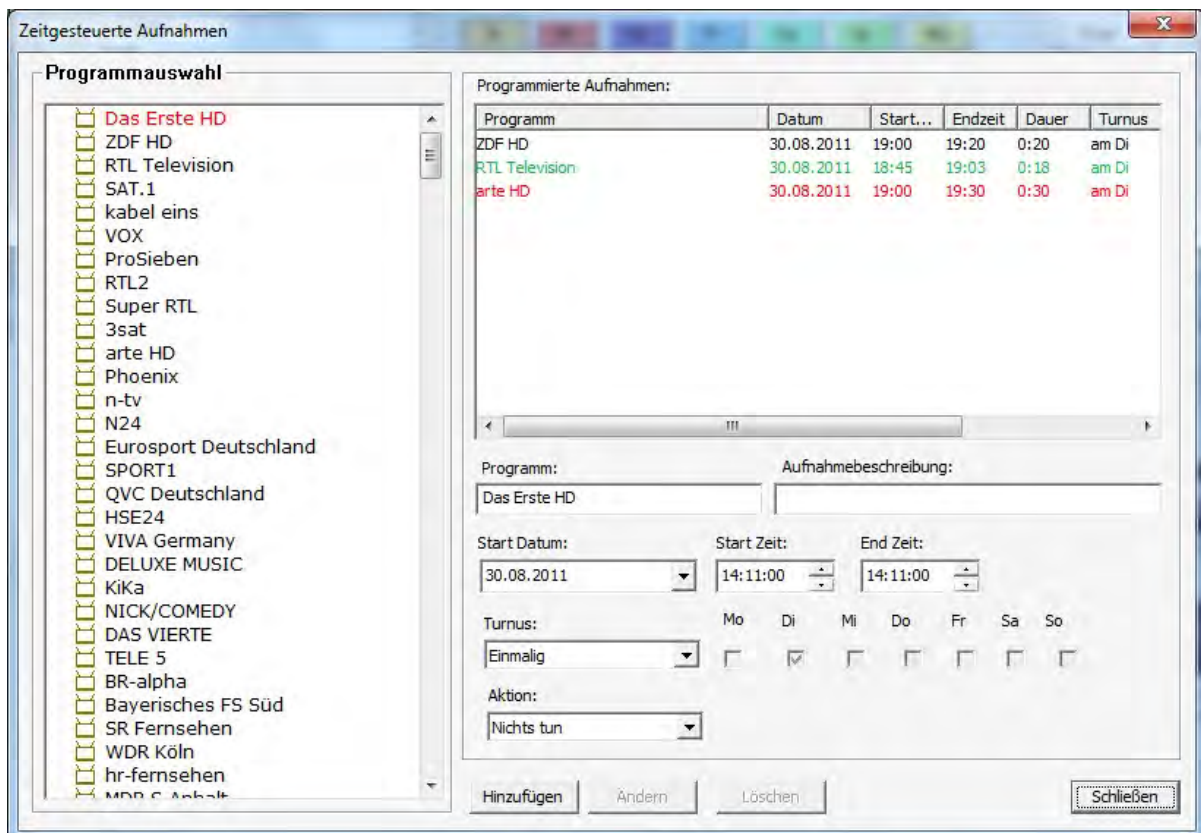 Zeitgesteuerte Aufnahmen
Programmauswahl
Das Erste HD
ZDF HD
RTL Television
SAT.1
kabel eins
VOX
ProSieben
RTL2
Super RTL
3sat
arte HD
Phoenix
n-tv
N24
Eurosport Deutschland
SPORT1
QVC Deutschland
HSE24
VIVA Germany
DELUXE MUSIC
KiKa
NICK/COMEDY
DAS VIERTE
TELE 5
BR-alpha
Bayerisches FS Süd
SR Fernsehen
WDR Köln
hr-fernsehen
MDR S-Anhalt
Programmierte Aufnahmen:
Programm Datum Start... Endzeit Dauer Turnus
ZDF HD 30.08.2011 19:00 19:20 0:20 am Di
RTL Television 30.08.2011 18:45 19:03 0:18 am Di
arte HD 30.08.2011 19:00 19:30 0:30 am Di
Programm: Aufnahmebeschreibung:
Das Erste HD
Start Datum: Start Zeit: End Zeit:
30.08.2011 14:11:00 14:11:00
Turnus: Mo Di Mi Do Fr Sa So
Einmalig
Aktion:
Nichts tun
Hinzufügen Ändern Löschen Schließen